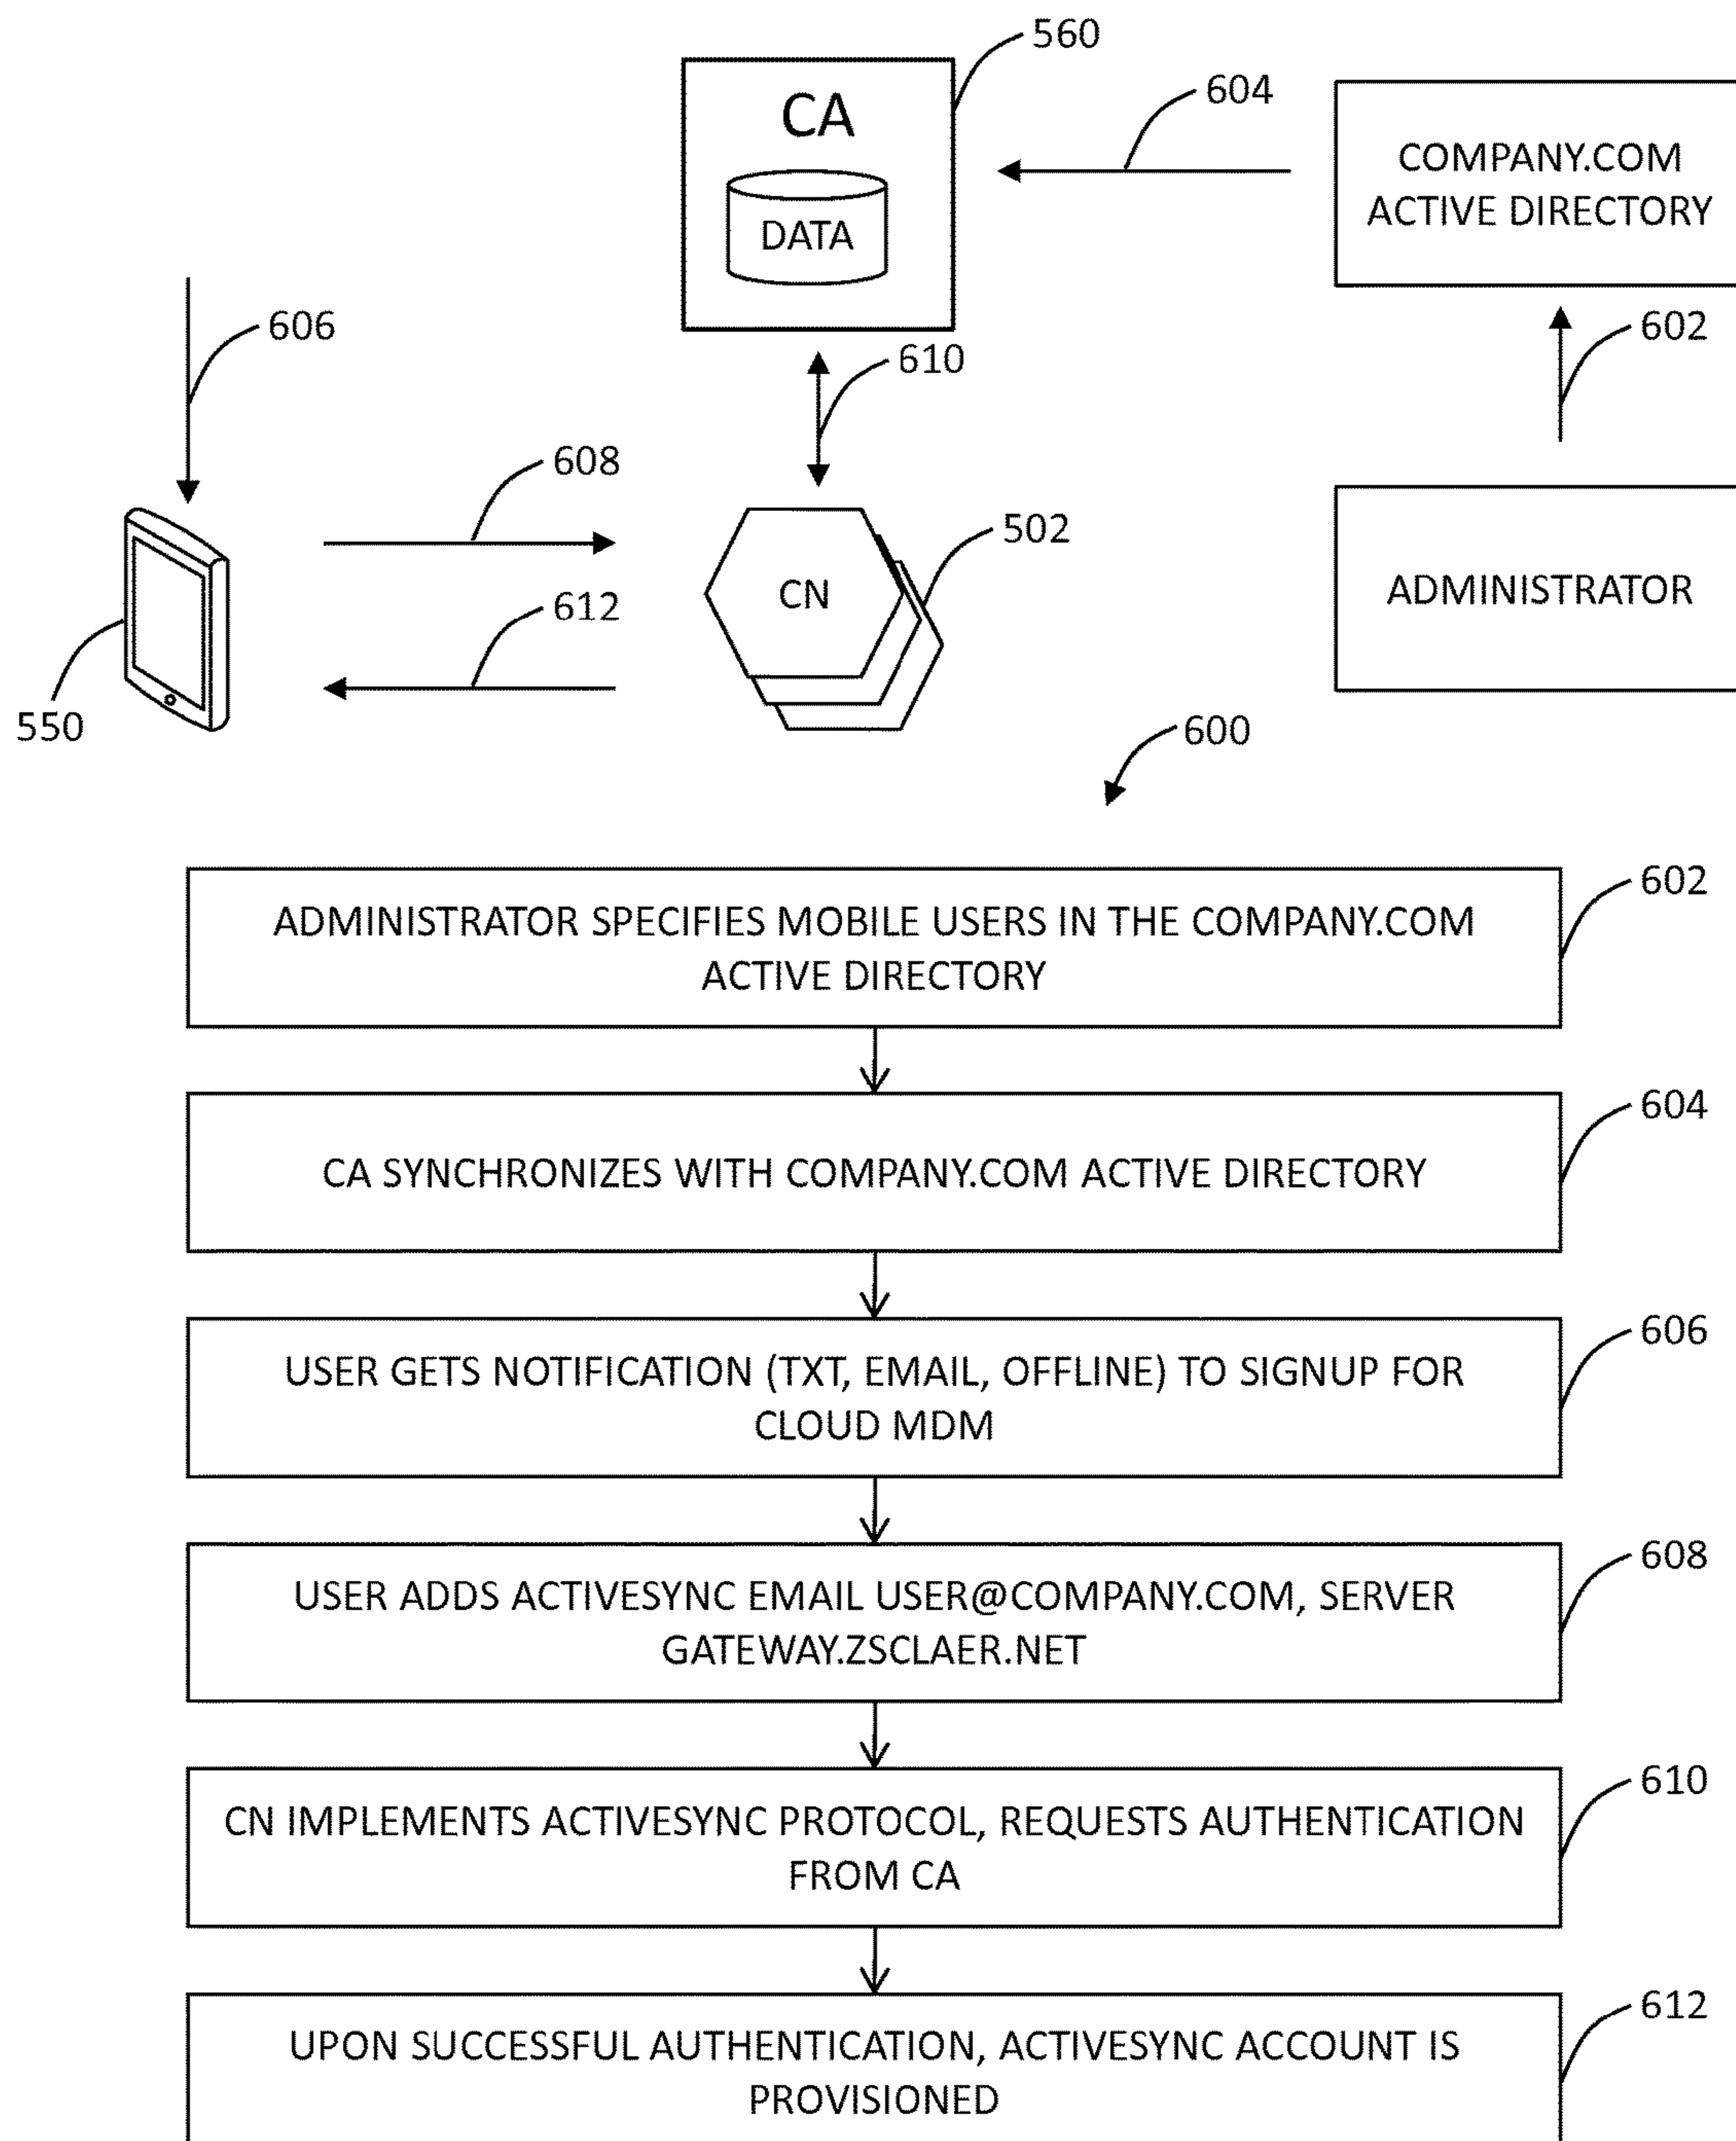 560
CA
604
COMPANY.COM
ACTIVE DIRECTORY
DATA
606
602
610
608
502
CN
ADMINISTRATOR
612
550
600
602
ADMINISTRATOR SPECIFIES MOBILE USERS IN THE COMPANY.COM
ACTIVE DIRECTORY
604
CA SYNCHRONIZES WITH COMPANY.COM ACTIVE DIRECTORY
606
USER GETS NOTIFICATION (TXT, EMAIL, OFFLINE) TO SIGNUP FOR
CLOUD MDM
608
USER ADDS ACTIVESYNC EMAIL USER@COMPANY.COM, SERVER
GATEWAY.ZSCLAER.NET
610
CN IMPLEMENTS ACTIVESYNC PROTOCOL, REQUESTS AUTHENTICATION
FROM CA
612
UPON SUCCESSFUL AUTHENTICATION, ACTIVESYNC ACCOUNT IS
PROVISIONED